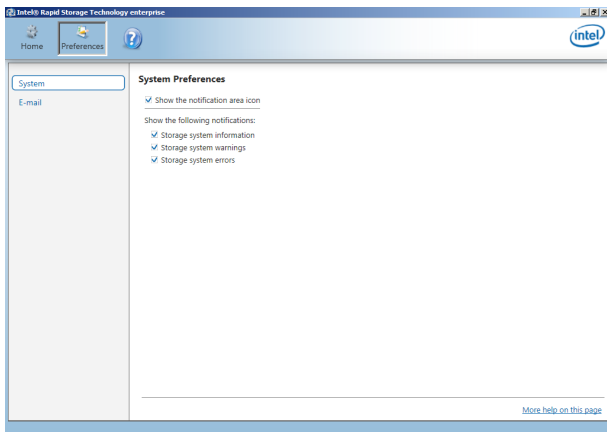 Intel® Rapid Storage Technology enterprise
Home
Preferences
?
intel
System
E-mail
System Preferences
Show the notification area icon
Show the following notifications:
Storage system information
Storage system warnings
Storage system errors
More help on this page